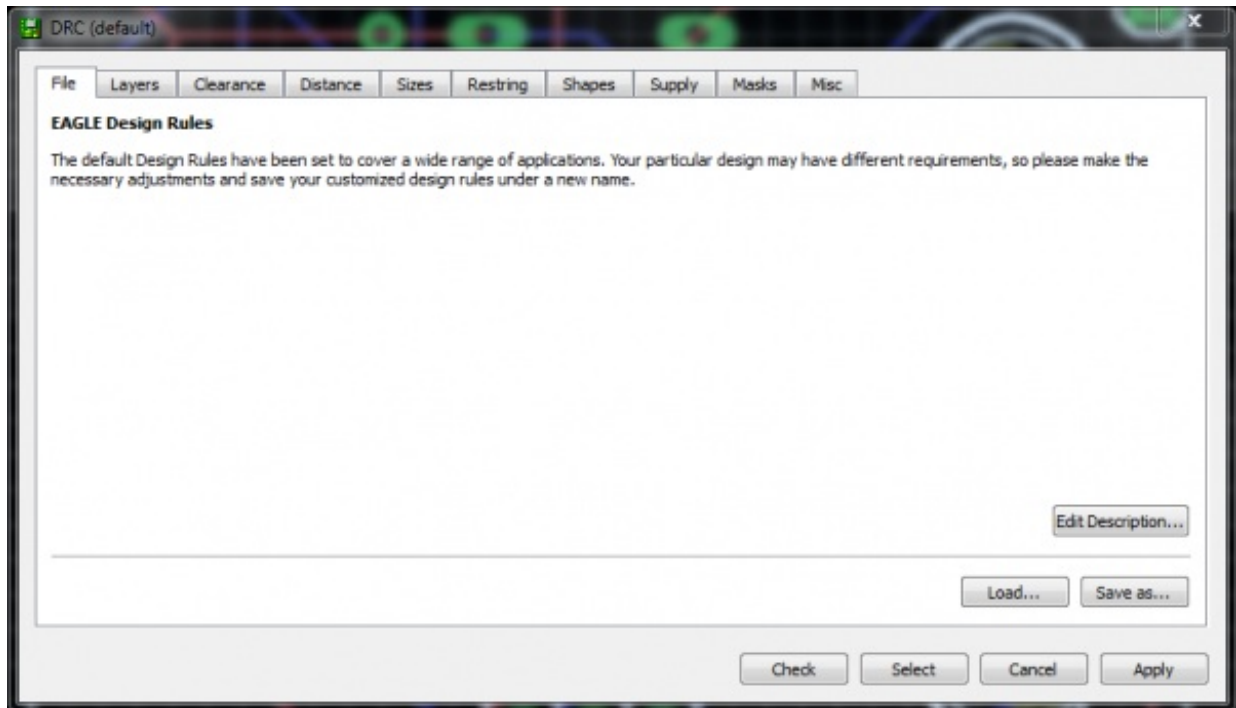 DRC (default)
File Layers Clearance Distance Sizes Restring Shapes Supply Masks Misc
EAGLE Design Rules
The default Design Rules have been set to cover a wide range of applications. Your particular design may have different requirements, so please make the
necessary adjustments and save your customized design rules under a new name.
Edit Description...
Load... Save as...
Check Select Cancel Apply